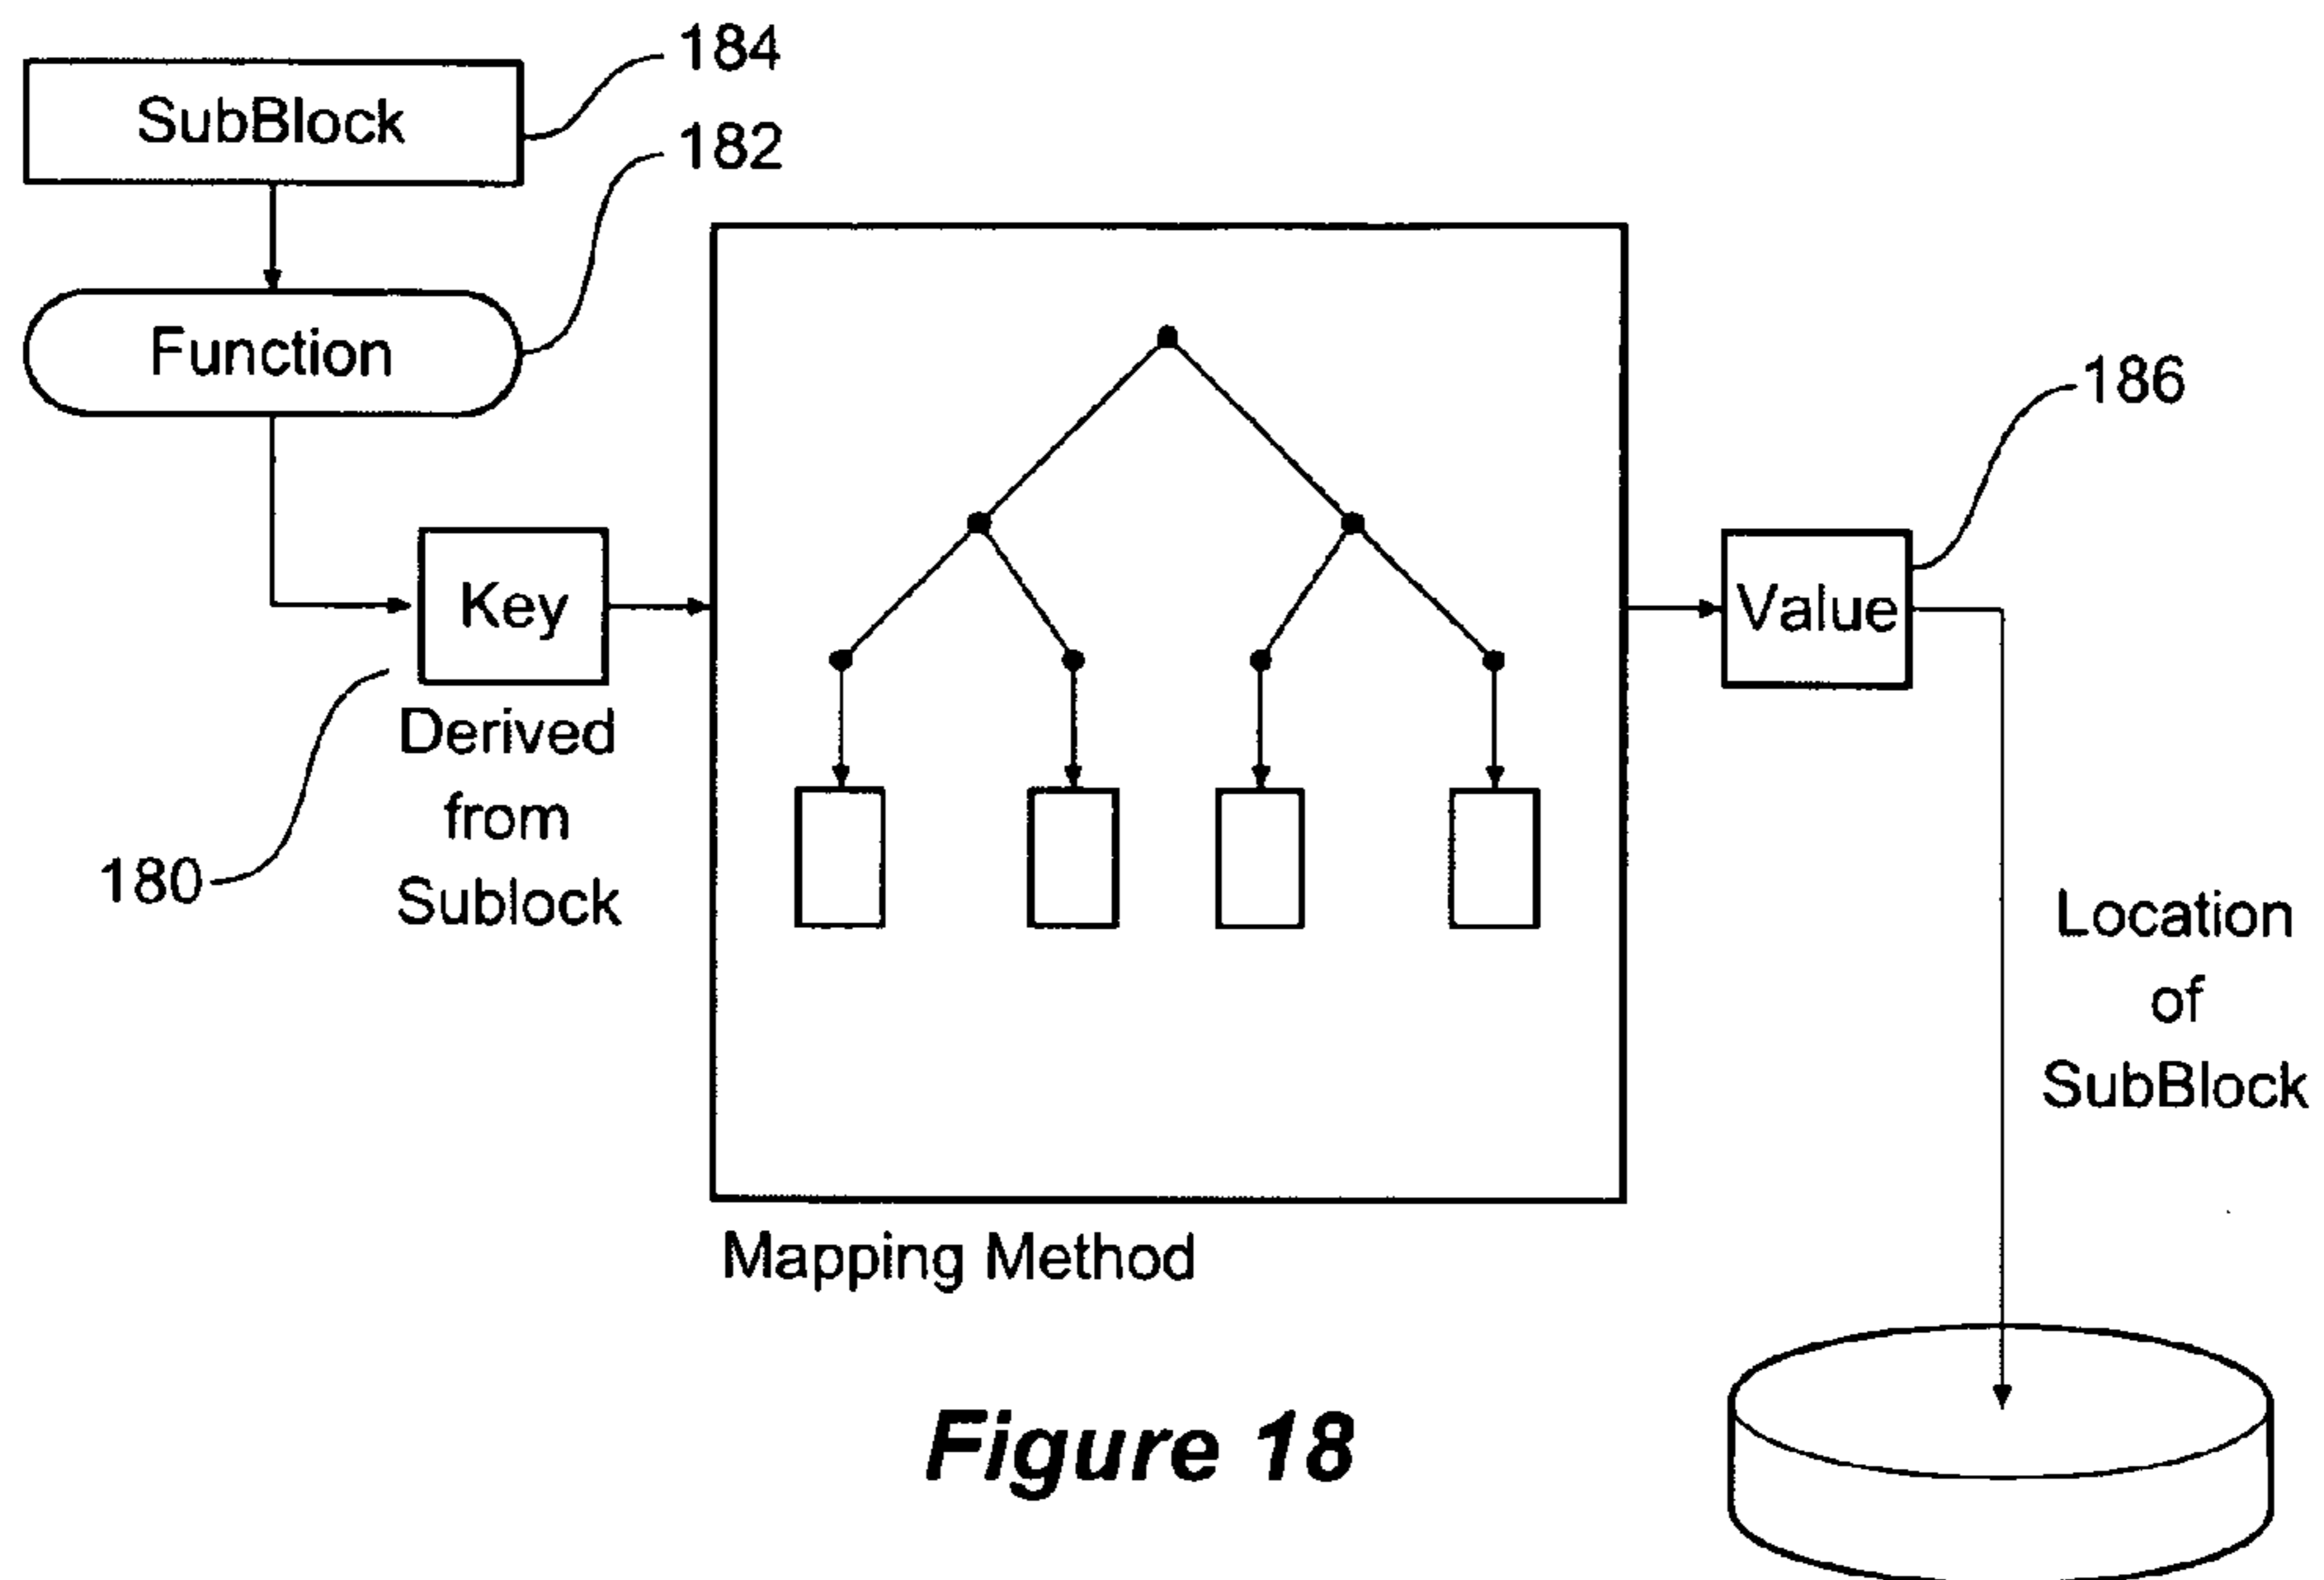 184
SubBlock
182
Function
186
Key
Value
Derived
from
Sublock
180
Location
of
SubBlock
Mapping Method
Figure 18